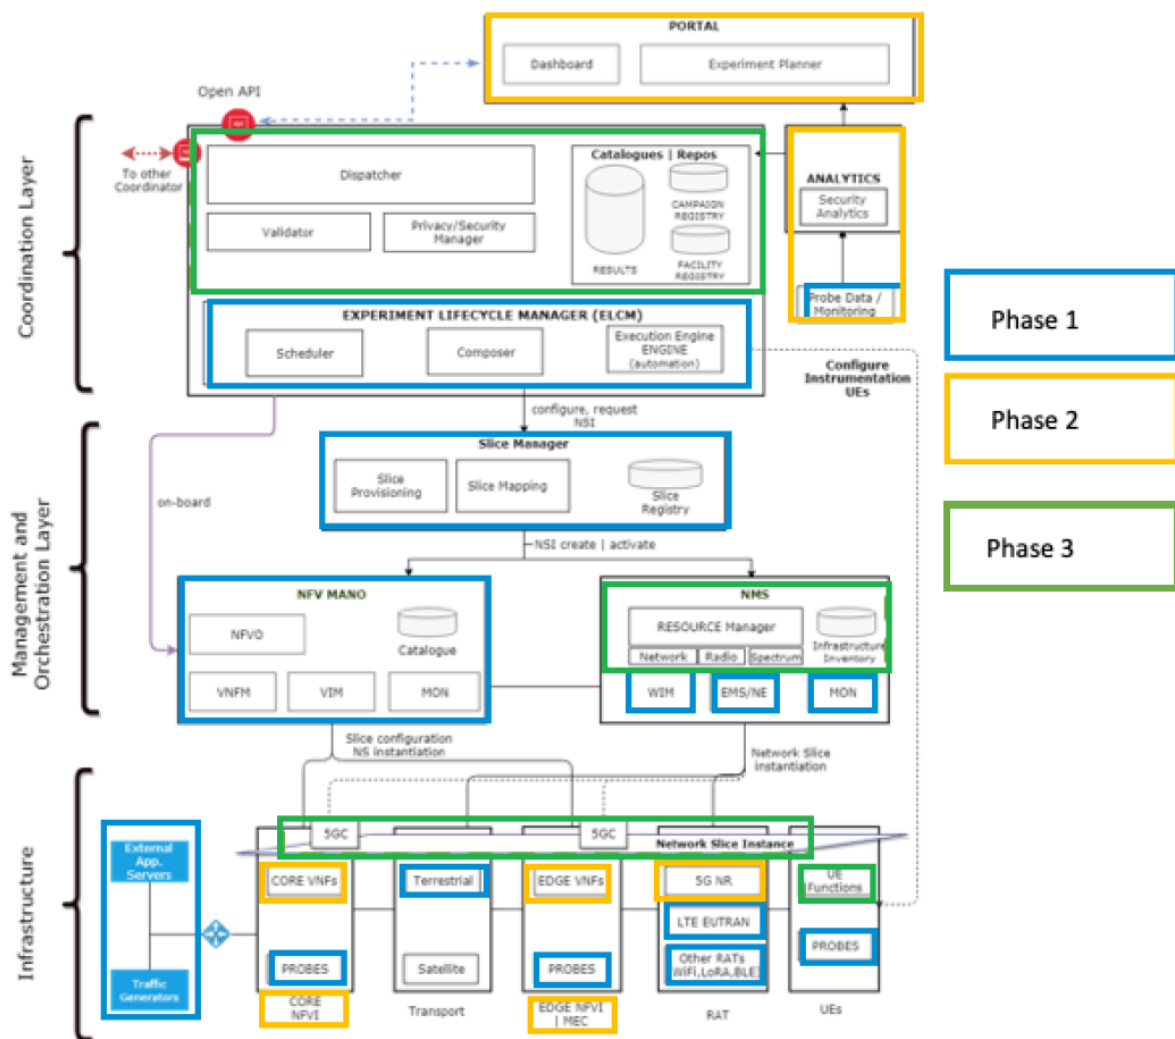 PORTAL
Dashboard
Experiment Planner
Open API
To other
Coordinator
Coordination Layer
Dispatcher
Validator
Privacy/Security
Manager
Catalogues | Repos
RESULTS
CAMPAIGN
REGISTRY
FACILITY
REGISTRY
ANALYTICS
Security
Analytics
Probe Data /
Monitoring
EXPERIMENT LIFECYCLE MANAGER (ELCM)
Scheduler
Composer
Execution Engine
ENGINE
(automation)
Configure
Instrumentation
UEs
Phase 1
Phase 2
Phase 3
configure, request
NSI
Management and
Orchestration Layer
on-board
Slice Manager
Slice
Provisioning
Slice Mapping
Slice
Registry
NSI create | activate
NFV MANO
NFVO
Catalogue
VNFM
VIM
MON
NMS
RESOURCE Manager
Network
Radio
Spectrum
Infrastructure
Inventory
WIM
EMS/NE
MON
Slice configuration
NS instantiation
Network Slice
instantiation
Infrastructure
External
App.
Servers
Traffic
Generators
5GC
5GC
Network Slice Instance
CORE VNFs
Terrestrial
EDGE VNFs
5G NR
UE
Functions
LTE EUTRAN
PROBES
Satellite
PROBES
Other RATs
WiFi,LoRA,BLE)
PROBES
CORE
NFVI
Transport
EDGE NFVI
| MEC
RAT
UEs